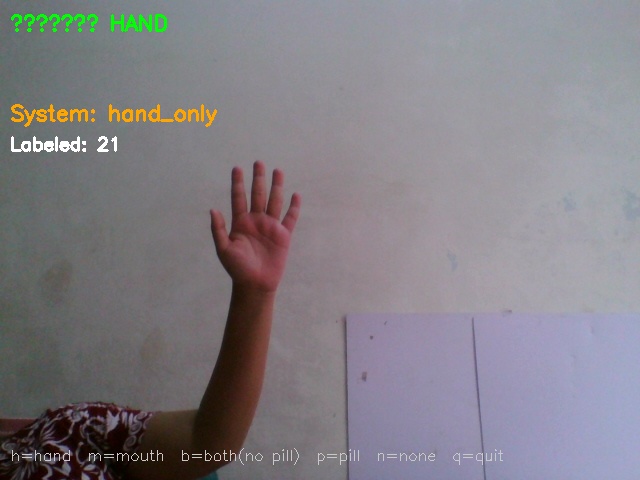 ??????? HAND
System: hand_only
Labeled: 21
h=hand m=mouth b=both(no pill) p=pill n=none q=quit